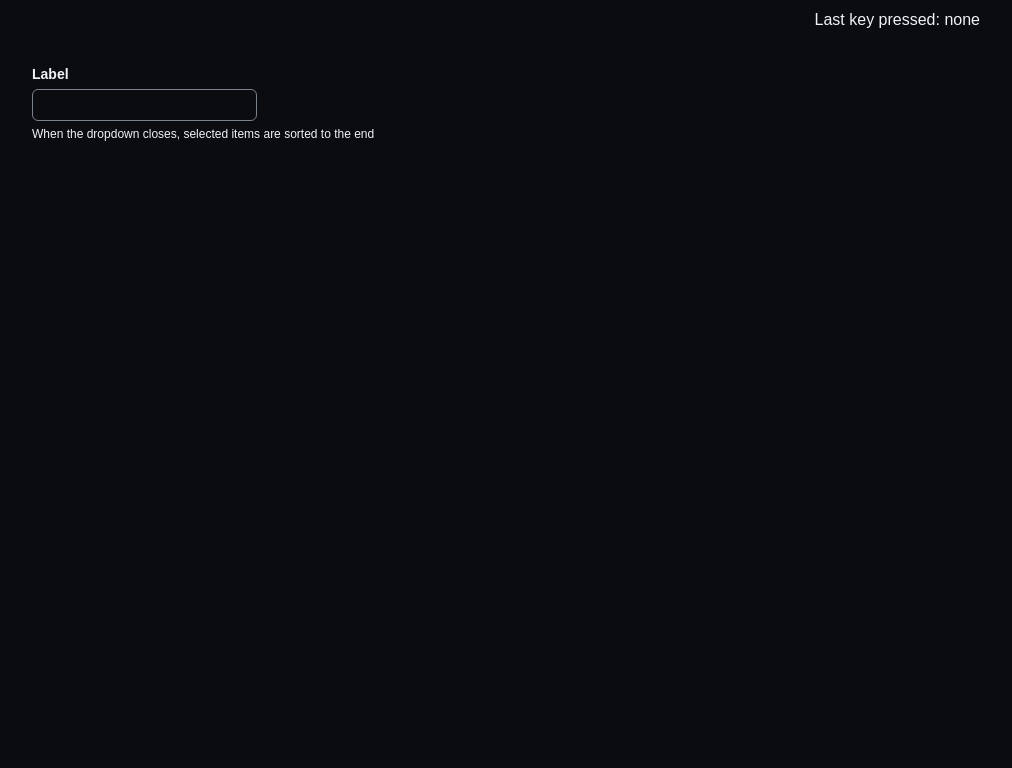 Last key pressed: none
Label
When the dropdown closes, selected items are sorted to the end